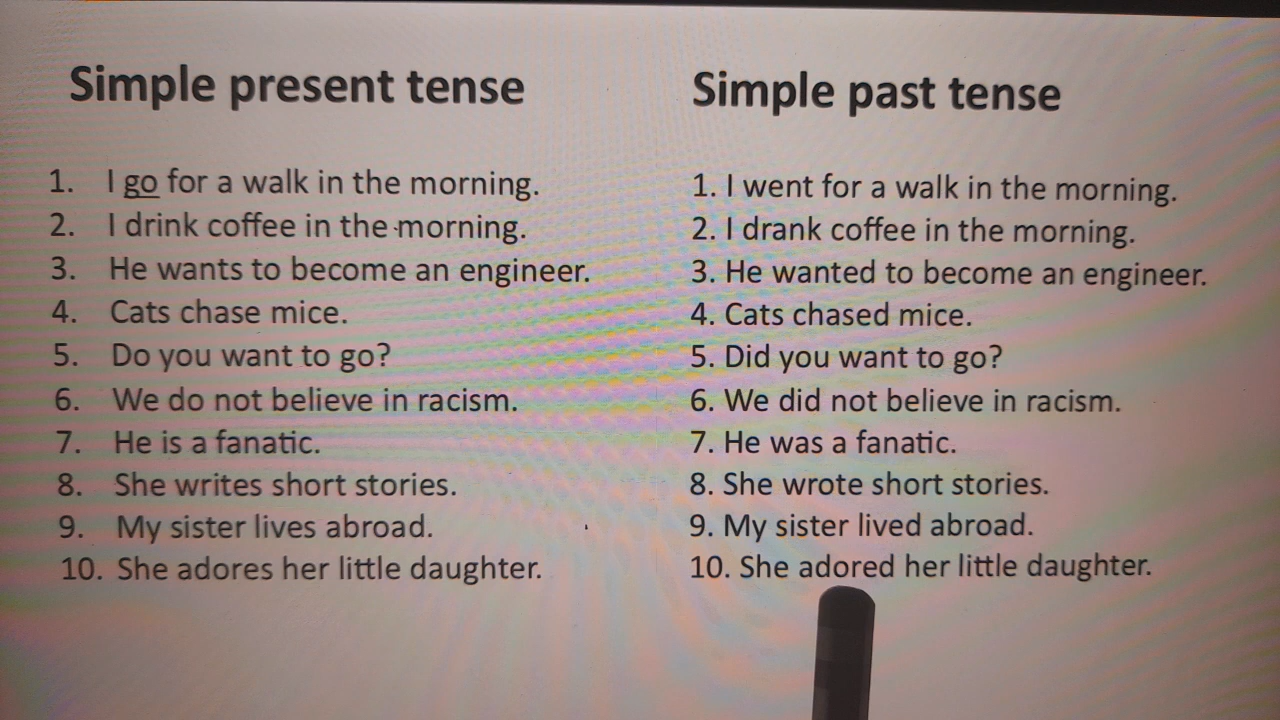 Simple present tense
1. I go for a walk in the morning.
2. I drink coffee in the morning.
3. He wants to become an engineer.
4. Cats chase mice.
5. Do you want to go?
6. We do not believe in racism.
7. He is a fanatic.
8. She writes short stories.
9. My sister lives abroad.
10. She adores her little daughter.
Simple past tense
1. I went for a walk in the morning.
2. I drank coffee in the morning.
3. He wanted to become an engineer.
4. Cats chased mice.
5. Did you want to go?
6. We did not believe in racism.
7. He was a fanatic.
8. She wrote short stories.
9. My sister lived abroad.
10. She adored her little daughter.